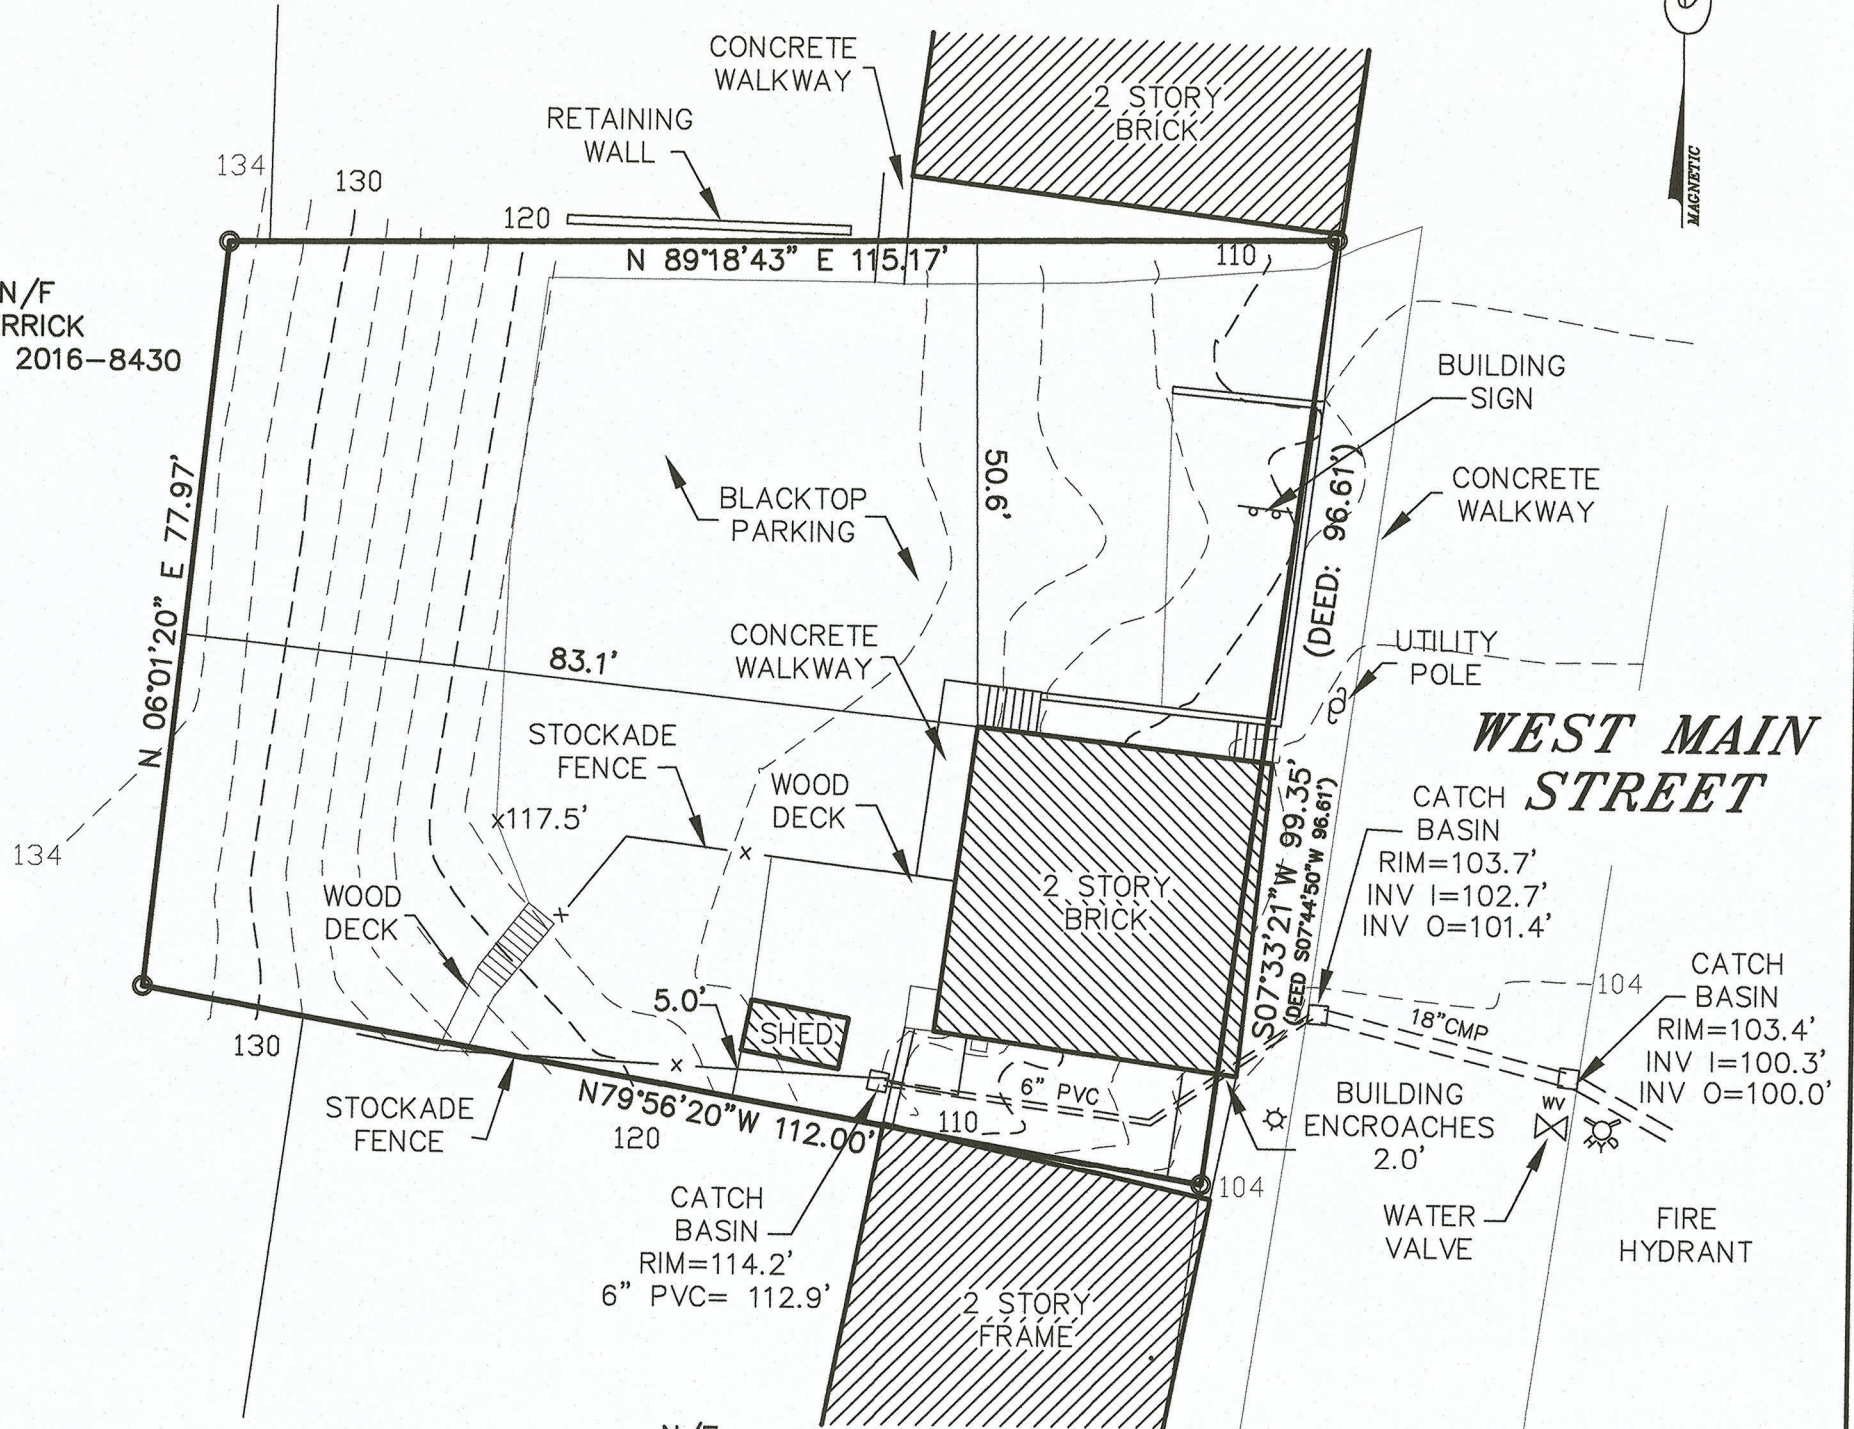 CONCRETE
WALKWAY
2 STORY
BRICK
RETAINING
WALL
MAGNETIC
134
130
120
N 89°18'43" E 115.17'
110
N/F
RRICK
2016-8430
BUILDING
SIGN
50.6'
BLACKTOP
PARKING
CONCRETE
WALKWAY
N 06°01'20" E 77.97'
(DEED: 96.61')
83.1'
CONCRETE
WALKWAY
UTILITY
POLE
WEST MAIN
STREET
STOCKADE
FENCE
WOOD
DECK
x117.5'
x
134
WOOD
DECK
x
2 STORY
BRICK
S07°33'21"W 99.35'
(DEED S07°44'50"W 96.61')
CATCH
BASIN
RIM=103.7'
INV I=102.7'
INV O=101.4'
CATCH
BASIN
RIM=103.4'
INV I=100.3'
INV O=100.0'
104
18"CMP
5.0'
SHED
130
x
6" PVC
110
STOCKADE
FENCE
N79°56'20"W 112.00'
120
BUILDING
ENCROACHES
2.0'
WV
104
CATCH
BASIN
RIM=114.2'
6" PVC= 112.9'
WATER
VALVE
FIRE
HYDRANT
2 STORY
FRAME